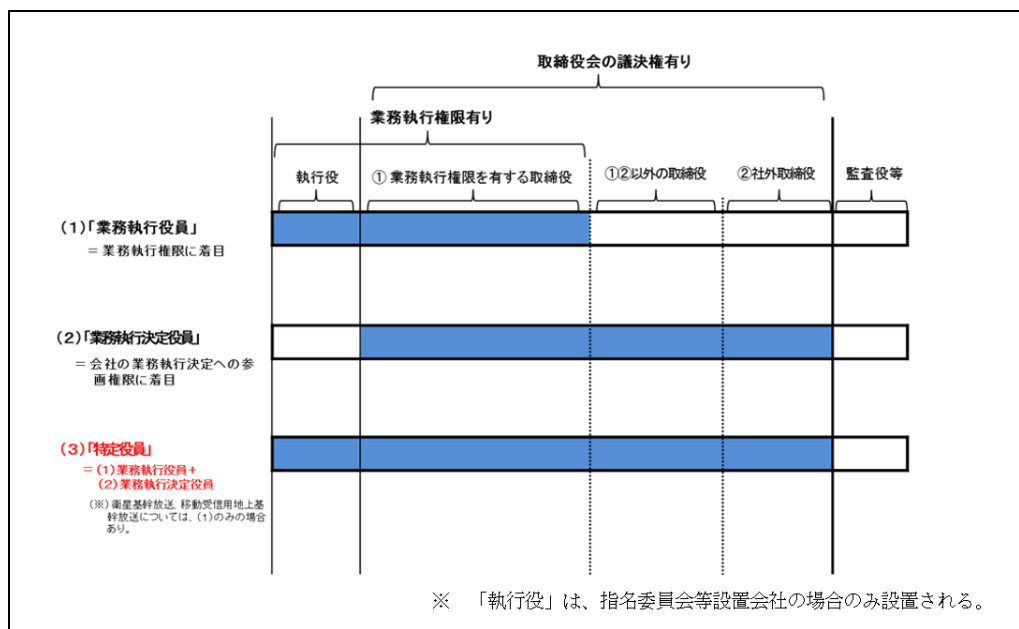 取締役会の議決権有り
業務執行権限有り
執行役
①業務執行権限を有する取締役
①②以外の取締役
②社外取締役
監査役等
(1)「業務執行役員」
＝業務執行権限に着目
(2)「業務執行決定役員」
＝会社の業務執行決定への参
画権限に着目
(3)「特定役員」
＝(1)業務執行役員＋
(2)業務執行決定役員
(※)衛星基幹放送、移動受信用地上基
幹放送については、(1)のみの場合
あり。
※　「執行役」は、指名委員会等設置会社の場合のみ設置される。